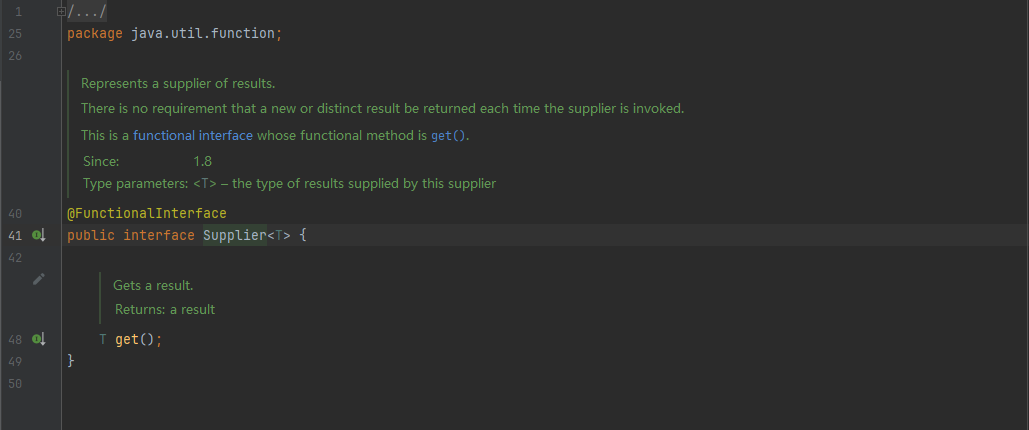 1 /.../
25 package java.util.function;
26
Represents a supplier of results.
There is no requirement that a new or distinct result be returned each time the supplier is invoked.
This is a functional interface whose functional method is get().
Since: 1.8
Type parameters: <T> – the type of results supplied by this supplier
40 @FunctionalInterface
41 public interface Supplier<T> {
42
Gets a result.
Returns: a result
48 T get();
49 }
50